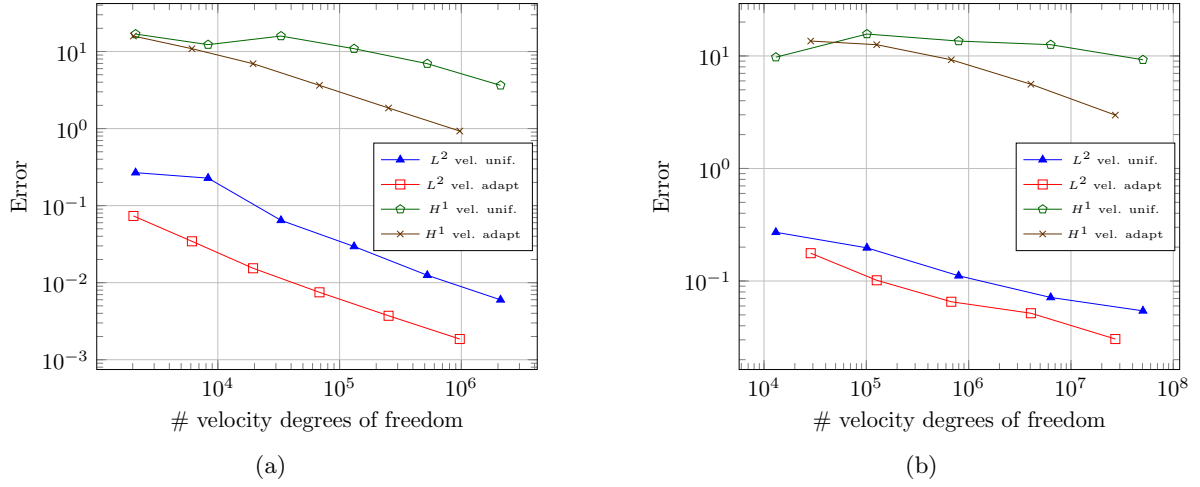 10^1
10^0
10^{-1}
10^{-2}
10^{-3}
Error
10^4
10^5
10^6
# velocity degrees of freedom
L^2 vel. unif.
L^2 vel. adapt
H^1 vel. unif.
H^1 vel. adapt
(a)
10^1
10^0
10^{-1}
Error
10^4
10^5
10^6
10^7
10^8
# velocity degrees of freedom
L^2 vel. unif.
L^2 vel. adapt
H^1 vel. unif.
H^1 vel. adapt
(b)